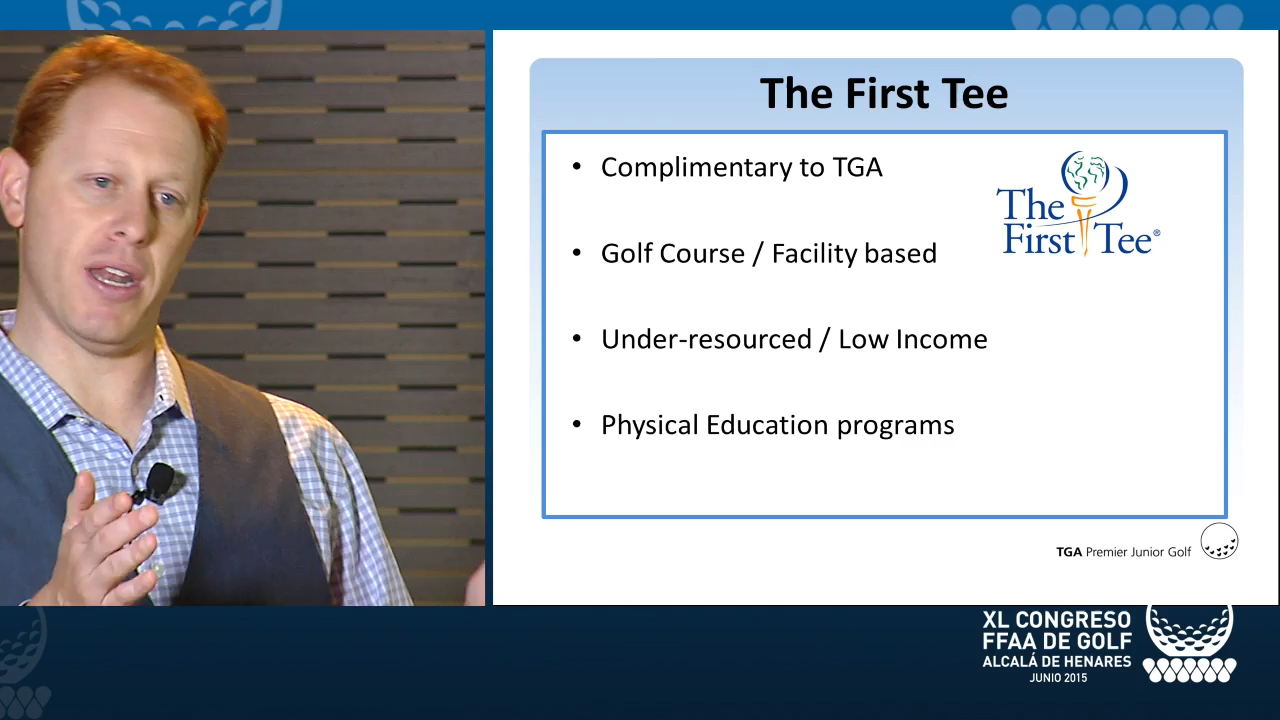 The First Tee
• Complimentary to TGA
The
First Tee®
• Golf Course / Facility based
• Under-resourced / Low Income
• Physical Education programs
TGA Premier Junior Golf
XL CONGRESO
FFAA DE GOLF
ALCALÁ DE HENARES
JUNIO 2015